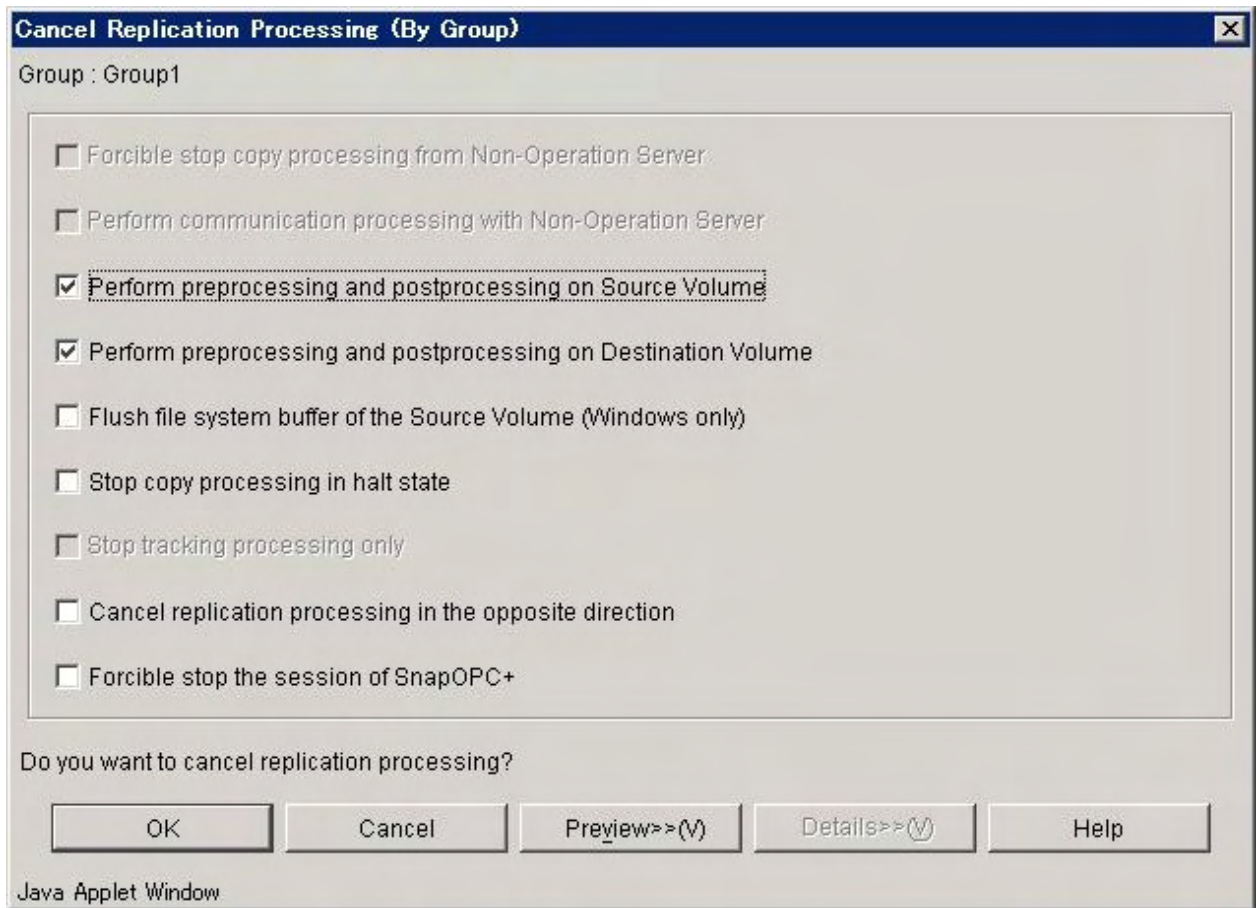 Cancel Replication Processing (By Group)
Group : Group1
Forcible stop copy processing from Non-Operation Server
Perform communication processing with Non-Operation Server
Perform preprocessing and postprocessing on Source Volume
Perform preprocessing and postprocessing on Destination Volume
Flush file system buffer of the Source Volume (Windows only)
Stop copy processing in halt state
Stop tracking processing only
Cancel replication processing in the opposite direction
Forcible stop the session of SnapOPC+
Do you want to cancel replication processing?
OK Cancel Preview>>(V) Details>>(V) Help
Java Applet Window